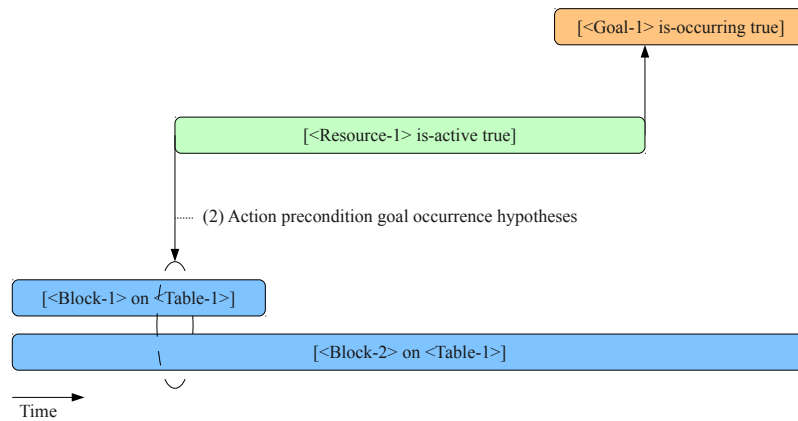 [<Goal-1> is-occurring true]
[<Resource-1> is-active true]
(2) Action precondition goal occurrence hypotheses
[<Block-1> on <Table-1>]
[<Block-2> on <Table-1>]
Time